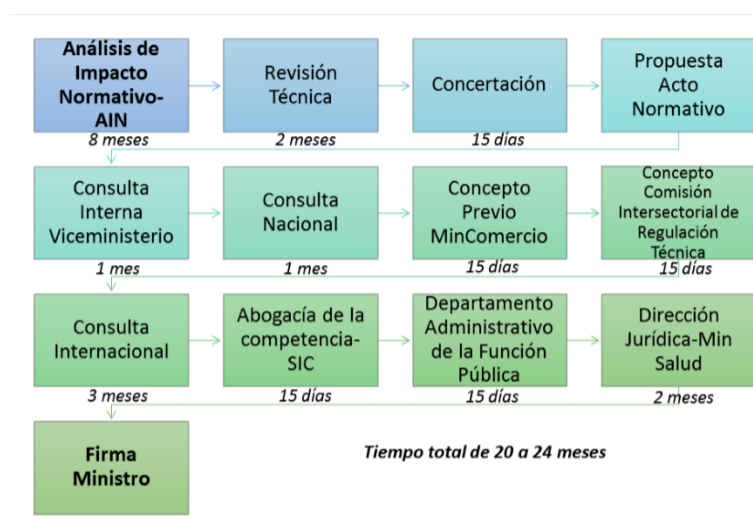 Análisis de
Impacto
Normativo-
AIN
8 meses
Revisión
Técnica
2 meses
Concertación
15 días
Propuesta
Acto
Normativo
Consulta
Interna
Viceministerio
1 mes
Consulta
Nacional
1 mes
Concepto
Previo
MinComercio
15 días
Concepto
Comisión
Intersectorial de
Regulación
Técnica
15 días
Consulta
Internacional
3 meses
Abogacía de la
competencia-
SIC
15 días
Departamento
Administrativo
de la Función
Pública
15 días
Dirección
Jurídica-Min
Salud
2 meses
Firma
Ministro
Tiempo total de 20 a 24 meses